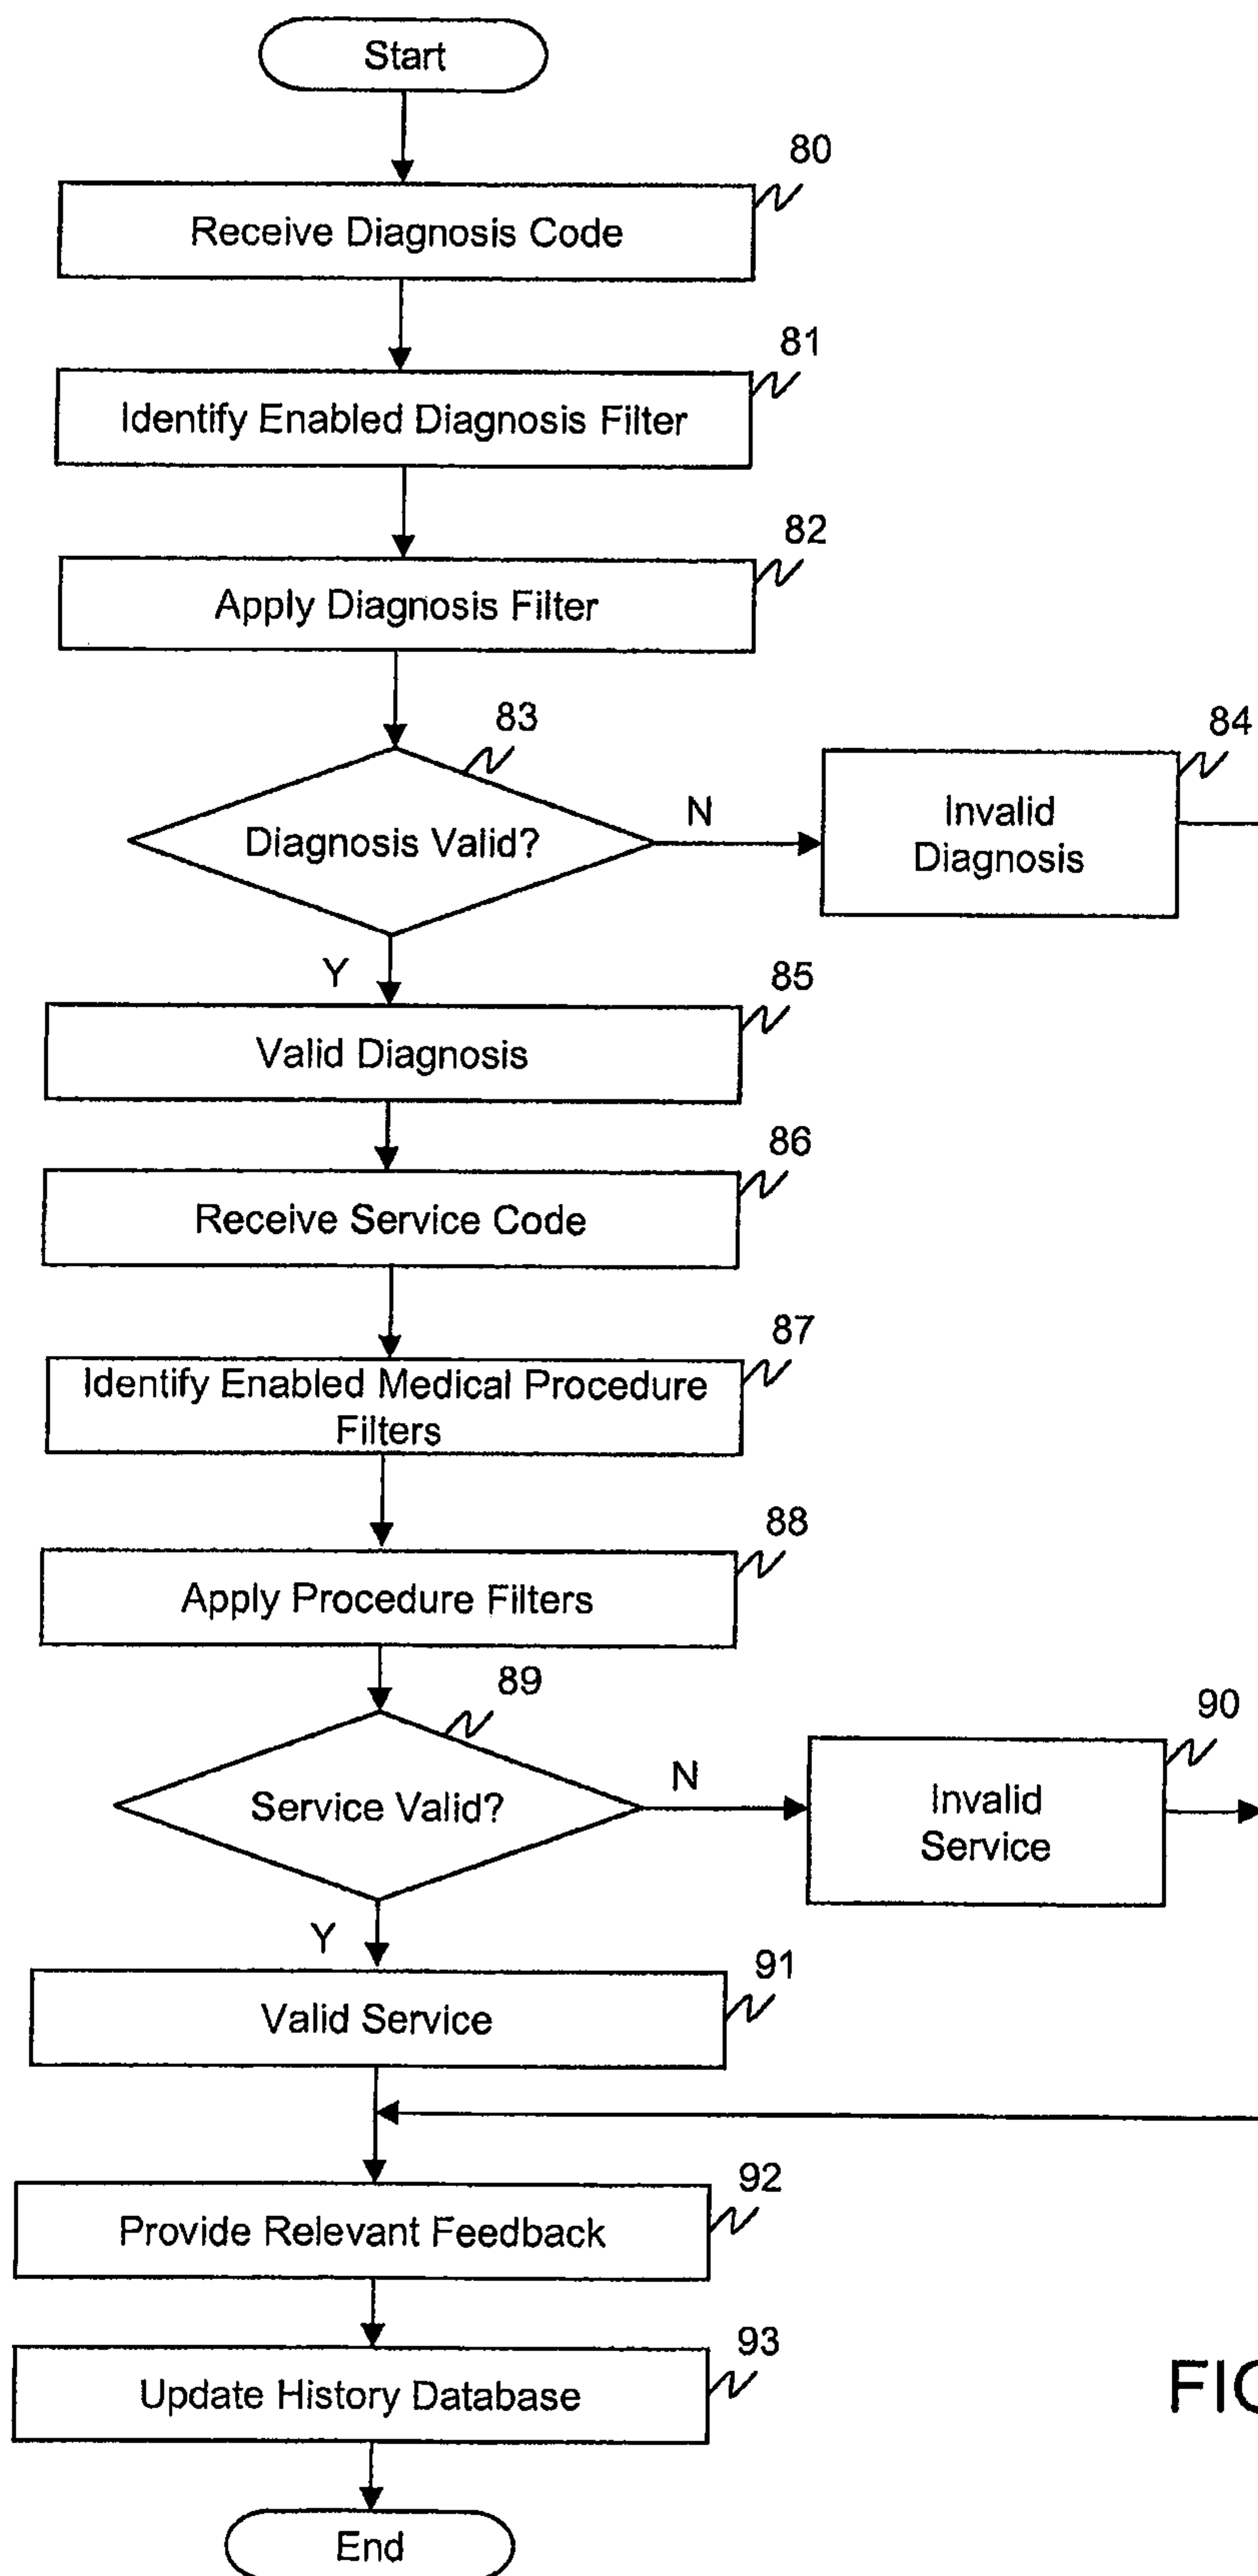 Start
80
Receive Diagnosis Code
81
Identify Enabled Diagnosis Filter
82
Apply Diagnosis Filter
83
Diagnosis Valid?
N
84
Invalid
Diagnosis
Y
85
Valid Diagnosis
86
Receive Service Code
87
Identify Enabled Medical Procedure
Filters
88
Apply Procedure Filters
89
Service Valid?
N
90
Invalid
Service
Y
91
Valid Service
92
Provide Relevant Feedback
93
Update History Database
End